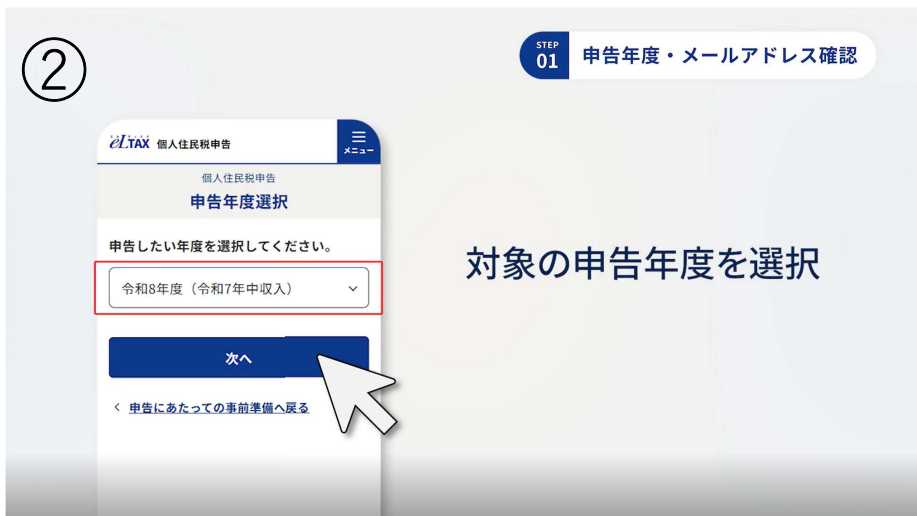 ②
STEP
01
申告年度・メールアドレス確認
eLTAX 個人住民税申告
メニュー
個人住民税申告
申告年度選択
申告したい年度を選択してください。
令和8年度（令和7年中収入）
次へ
申告にあたっての事前準備へ戻る
対象の申告年度を選択